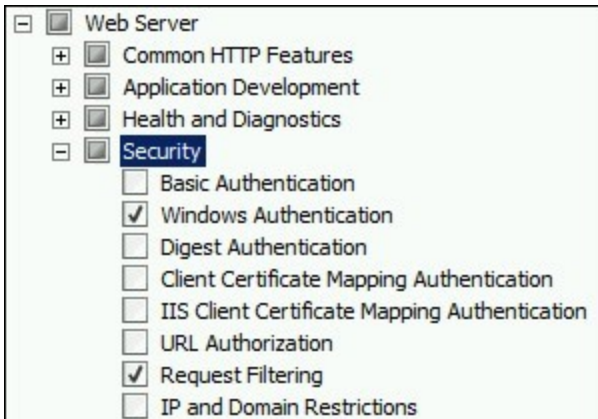 Web Server
Common HTTP Features
Application Development
Health and Diagnostics
Security
Basic Authentication
Windows Authentication
Digest Authentication
Client Certificate Mapping Authentication
IIS Client Certificate Mapping Authentication
URL Authorization
Request Filtering
IP and Domain Restrictions